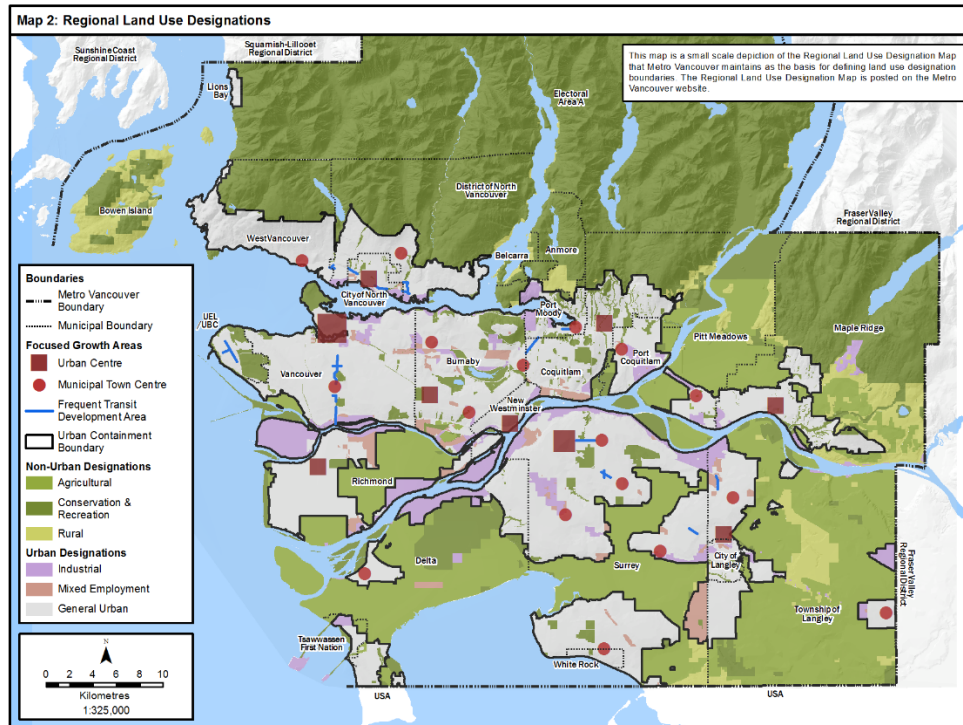 Map 2: Regional Land Use Designations
This map is a small scale depiction of the Regional Land Use Designation Map
that Metro Vancouver maintains as the basis for defining land use designation
boundaries. The Regional Land Use Designation Map is posted on the Metro
Vancouver website.
Sunshine Coast
Regional District
Squamish-Lillooet
Regional District
Lions
Bay
Electoral
Area A
Bowen Island
District of North
Vancouver
Fraser Valley
Regional District
West Vancouver
Belcarra
Anmore
City of North
Vancouver
Port
Moody
UEL
/UBC
Pitt Meadows
Maple Ridge
Vancouver
Burnaby
Coquitlam
Port
Coquitlam
New
Westminster
Richmond
Delta
Surrey
City of
Langley
Township of
Langley
Fraser Valley
Regional District
Tsawwassen
First Nation
White Rock
USA
USA
Boundaries
Metro Vancouver
Boundary
Municipal Boundary
Focused Growth Areas
Urban Centre
Municipal Town Centre
Frequent Transit
Development Area
Urban Containment
Boundary
Non-Urban Designations
Agricultural
Conservation &
Recreation
Rural
Urban Designations
Industrial
Mixed Employment
General Urban
N
0 2 4 6 8 10
Kilometres
1:325,000